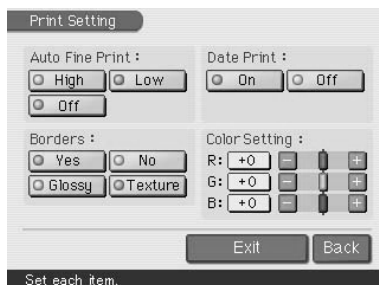 Print Setting
Auto Fine Print :
High Low
Off
Date Print :
On Off
Borders :
Yes No
Glossy Texture
Color Setting :
R: +0 − +
G: +0 − +
B: +0 − +
Exit Back
Set each item.